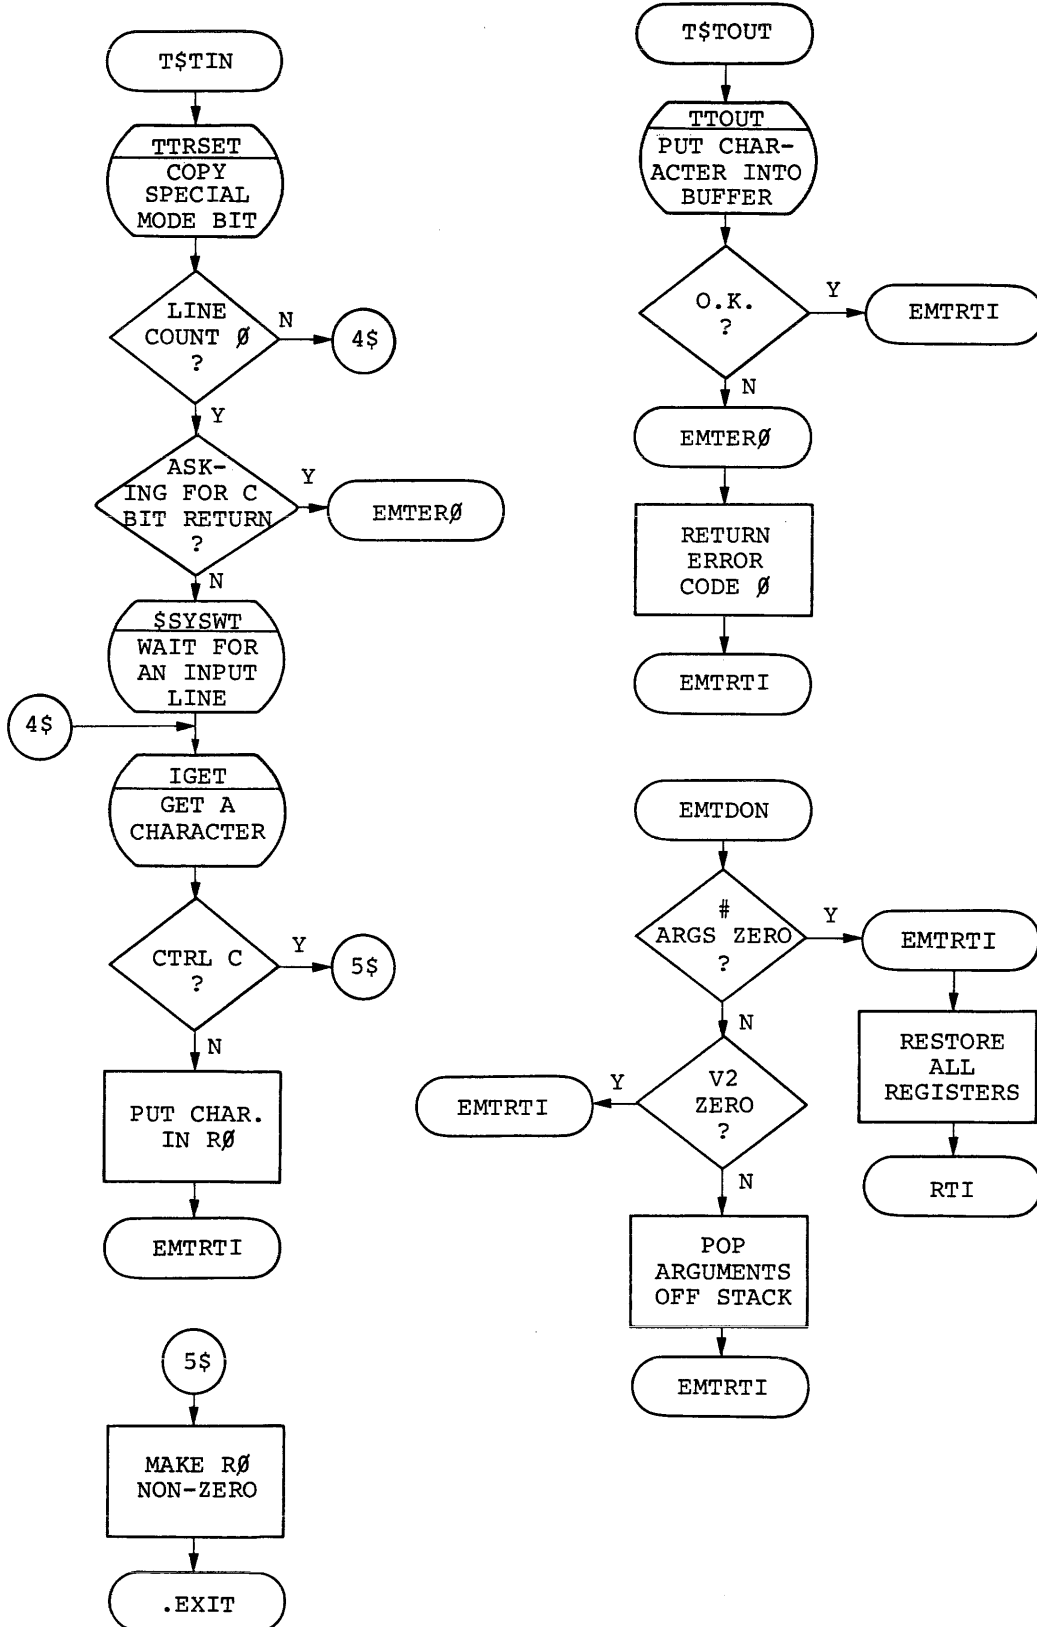 T$TIN
TTRSET
COPY
SPECIAL
MODE BIT
LINE
COUNT Ø
?
N
4$
Y
ASK-
ING FOR C
BIT RETURN
?
Y
EMTERØ
N
$SYSWT
WAIT FOR
AN INPUT
LINE
4$
IGET
GET A
CHARACTER
CTRL C
?
Y
5$
N
PUT CHAR.
IN RØ
EMTRTI
5$
MAKE RØ
NON-ZERO
.EXIT
T$TOUT
TTOUT
PUT CHAR-
ACTER INTO
BUFFER
O.K.
?
Y
EMTRTI
N
EMTERØ
RETURN
ERROR
CODE Ø
EMTRTI
EMTDON
#
ARGS ZERO
?
Y
EMTRTI
RESTORE
ALL
REGISTERS
RTI
N
V2
ZERO
?
Y
EMTRTI
N
POP
ARGUMENTS
OFF STACK
EMTRTI